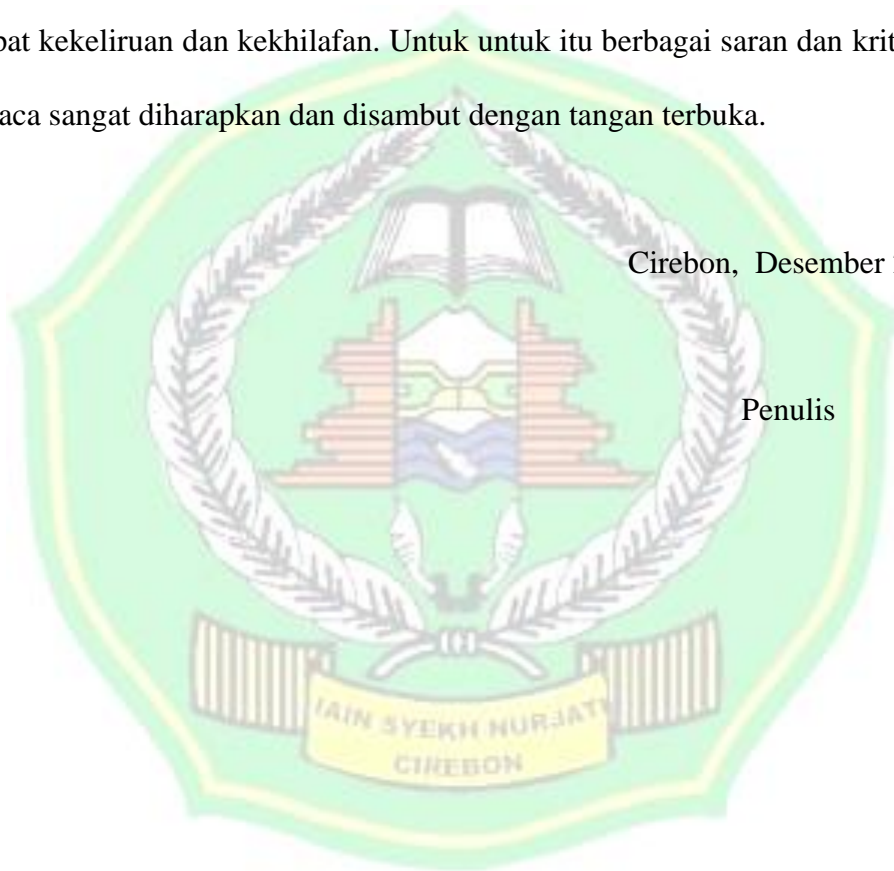 pat kekeliruan dan kekhilafan. Untuk untuk itu berbagai saran dan krit
aca sangat diharapkan dan disambut dengan tangan terbuka.
Cirebon, Desember
Penulis
IAIN SYEKH NURJATI
CIREBON